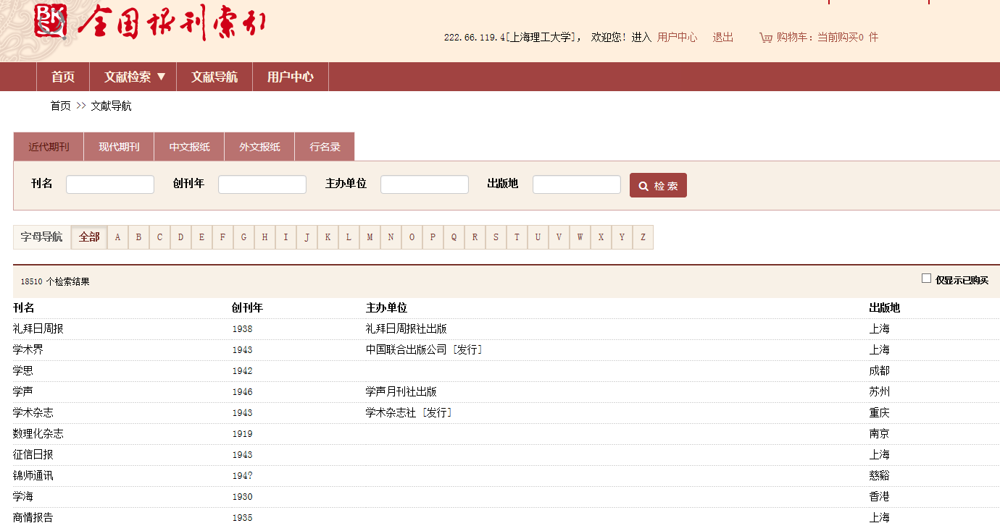 BKSY 全国报刊索引
222.66.119.4[上海理工大学]， 欢迎您！进入 用户中心 退出 购物车：当前购买0 件
首页 文献检索 ▼ 文献导航 用户中心
首页 >> 文献导航
近代期刊 现代期刊 中文报纸 外文报纸 行名录
刊名 创刊年 主办单位 出版地 检 索
字母导航 全部 A B C D E F G H I J K L M N O P Q R S T U V W X Y Z
18510 个检索结果 仅显示已购买
刊名 创刊年 主办单位 出版地
礼拜日周报 1938 礼拜日周报社出版 上海
学术界 1943 中国联合出版公司 [发行] 上海
学思 1942 成都
学声 1946 学声月刊社出版 苏州
学术杂志 1943 学术杂志社 [发行] 重庆
数理化杂志 1919 南京
征信日报 1943 上海
锦师通讯 194? 慈谿
学海 1930 香港
商情报告 1935 上海